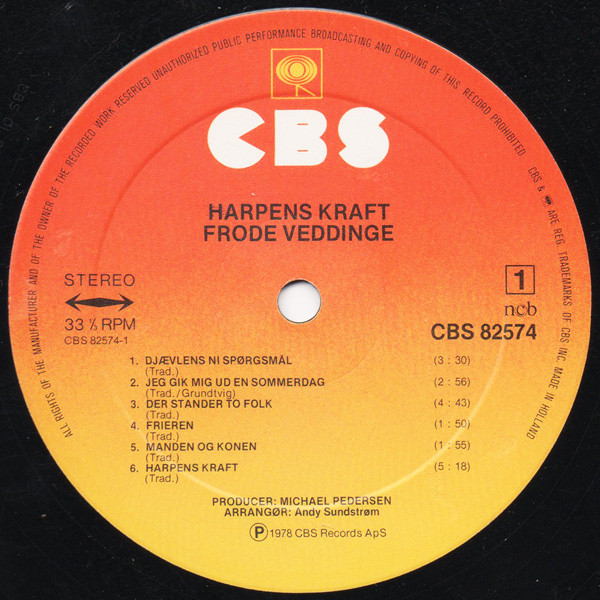 ALL RIGHTS OF THE MANUFACTURER AND OF THE OWNER OF THE RECORDED WORK RESERVED UNAUTHORIZED PUBLIC PERFORMANCE BROADCASTING AND COPYING OF THIS RECORD PROHIBITED
CBS & ARE REG. TRADEMARKS OF CBS INC. MADE IN HOLLAND
CBS
HARPENS KRAFT
FRODE VEDDINGE
STEREO
33 ⅓ RPM
CBS 82574-1
1
ncb
CBS 82574
1. DJÆVLENS NI SPØRGSMÅL (3 : 30)
(Trad.)
2. JEG GIK MIG UD EN SOMMERDAG (2 : 56)
(Trad./Grundtvig)
3. DER STANDER TO FOLK (4 : 43)
(Trad.)
4. FRIEREN (1 : 50)
(Trad.)
5. MANDEN OG KONEN (1 : 55)
(Trad.)
6. HARPENS KRAFT (5 : 18)
(Trad.)
PRODUCER: MICHAEL PEDERSEN
ARRANGØR: Andy Sundstrøm
Ⓟ 1978 CBS Records ApS